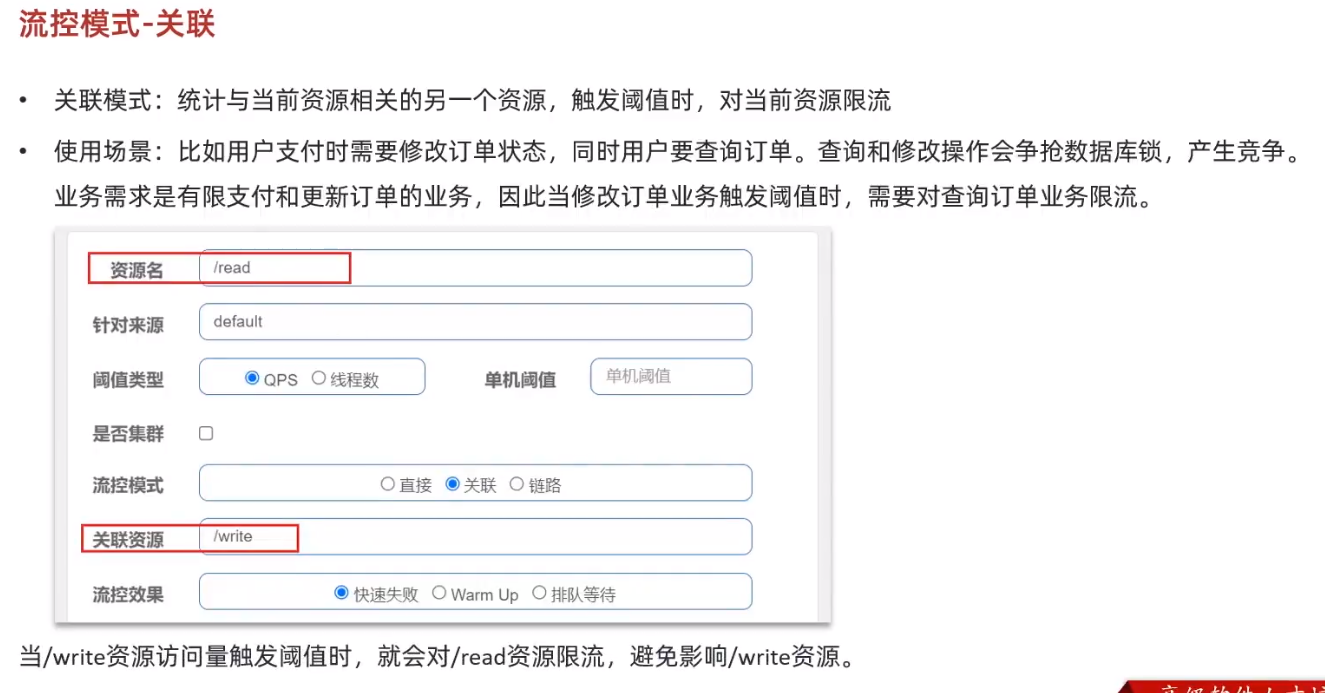 流控模式-关联
• 关联模式：统计与当前资源相关的另一个资源，触发阈值时，对当前资源限流
• 使用场景：比如用户支付时需要修改订单状态，同时用户要查询订单。查询和修改操作会争抢数据库锁，产生竞争。
业务需求是有限支付和更新订单的业务，因此当修改订单业务触发阈值时，需要对查询订单业务限流。
资源名 /read
针对来源 default
阈值类型 QPS 线程数 单机阈值 单机阈值
是否集群
流控模式 直接 关联 链路
关联资源 /write
流控效果 快速失败 Warm Up 排队等待
当/write资源访问量触发阈值时，就会对/read资源限流，避免影响/write资源。